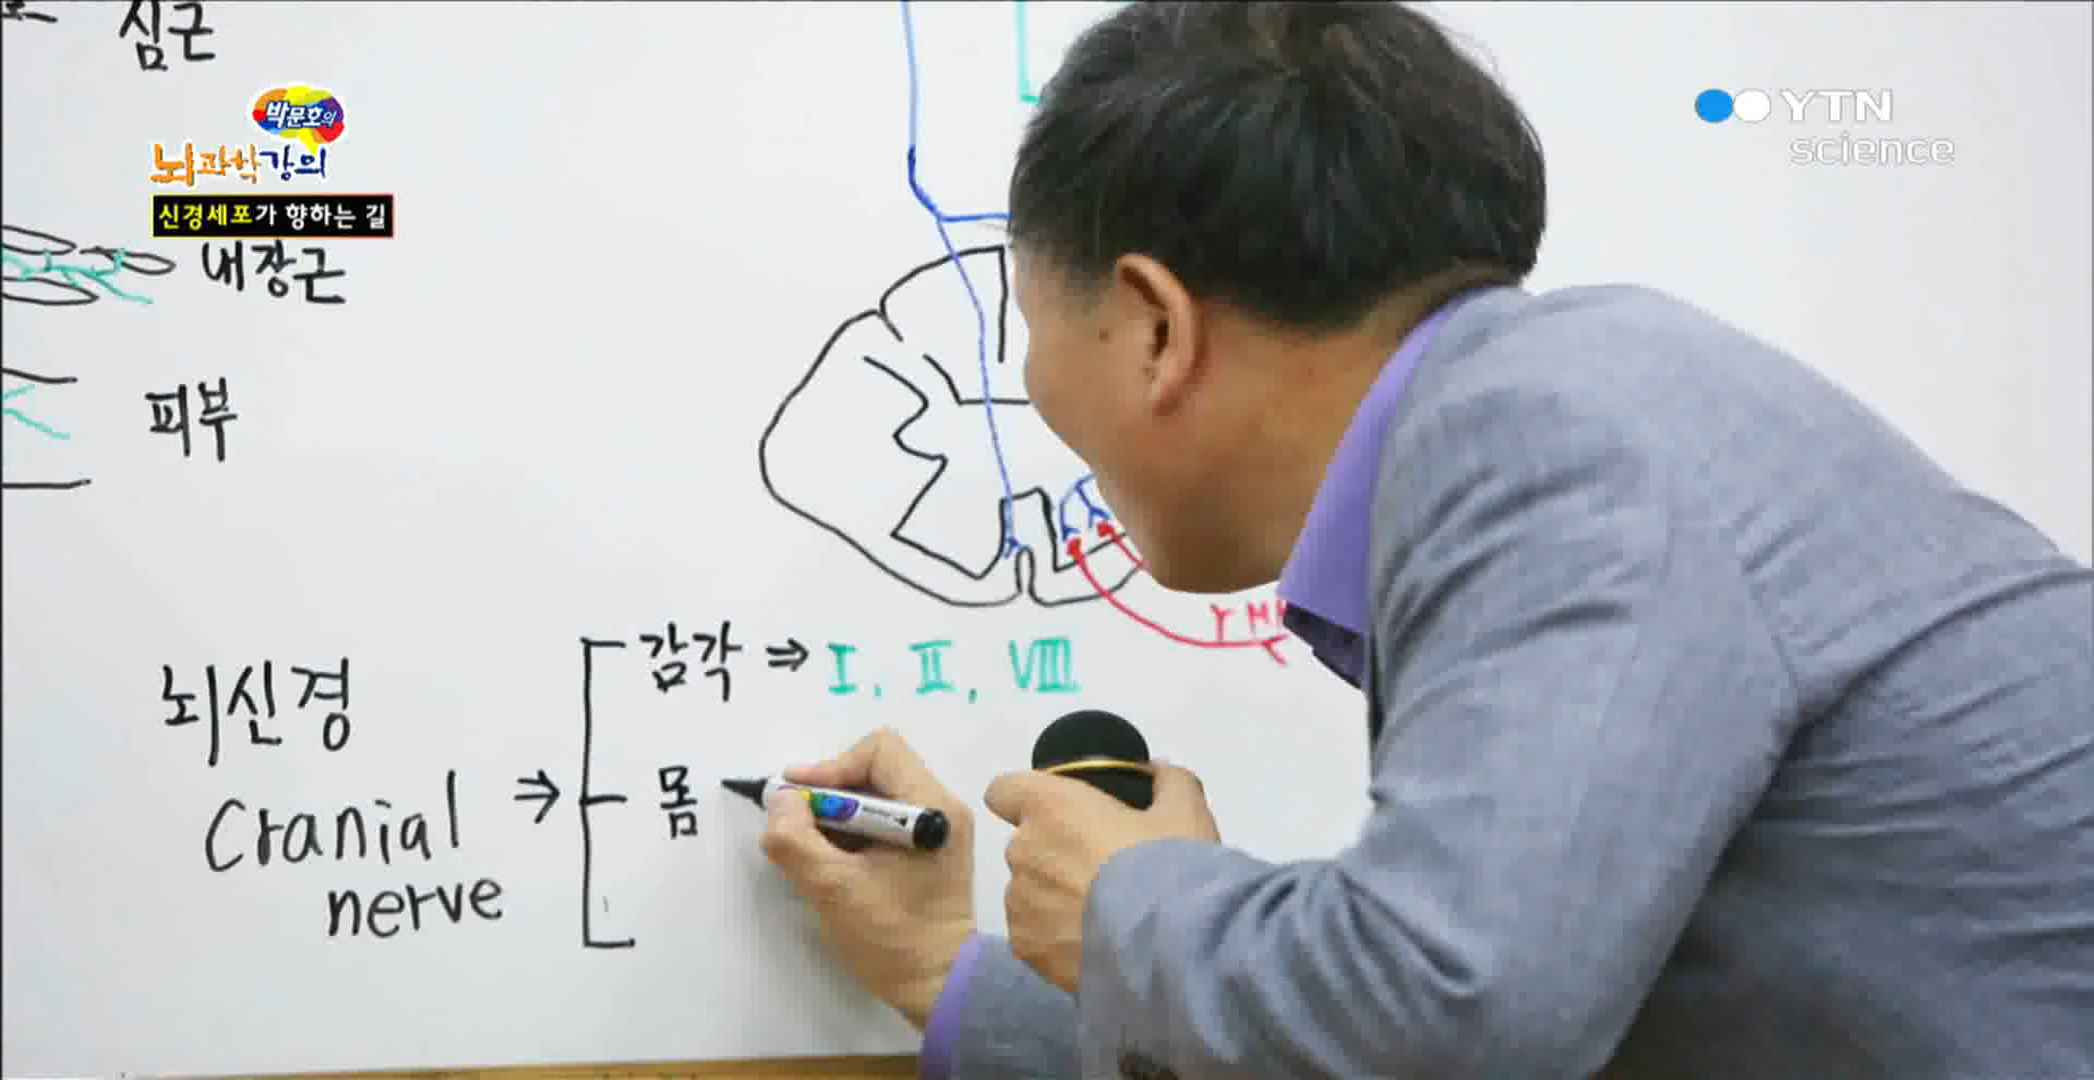 심근
박문호의
뇌과학강의
신경세포가 향하는 길
YTN
science
내장근
피부
감각 ⇒ I, II, VIII
뇌신경
Cranial
nerve
⇒
몸